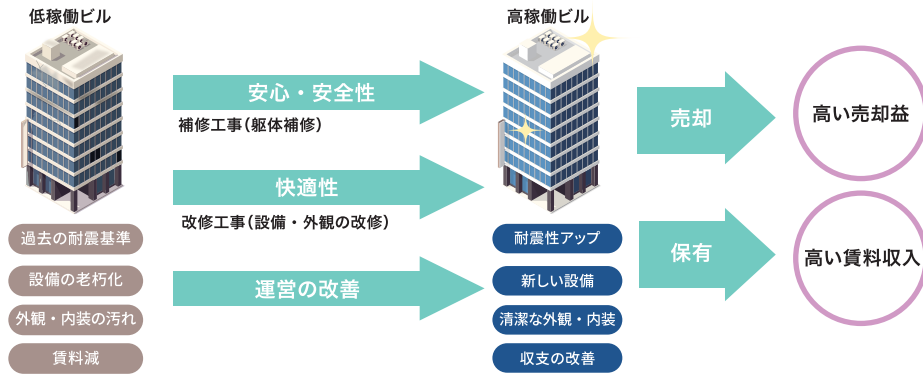 低稼働ビル
高稼働ビル
安心・安全性
補修工事（躯体補修）
快適性
改修工事（設備・外観の改修）
運営の改善
過去の耐震基準
設備の老朽化
外観・内装の汚れ
賃料減
耐震性アップ
新しい設備
清潔な外観・内装
収支の改善
売却
保有
高い売却益
高い賃料収入